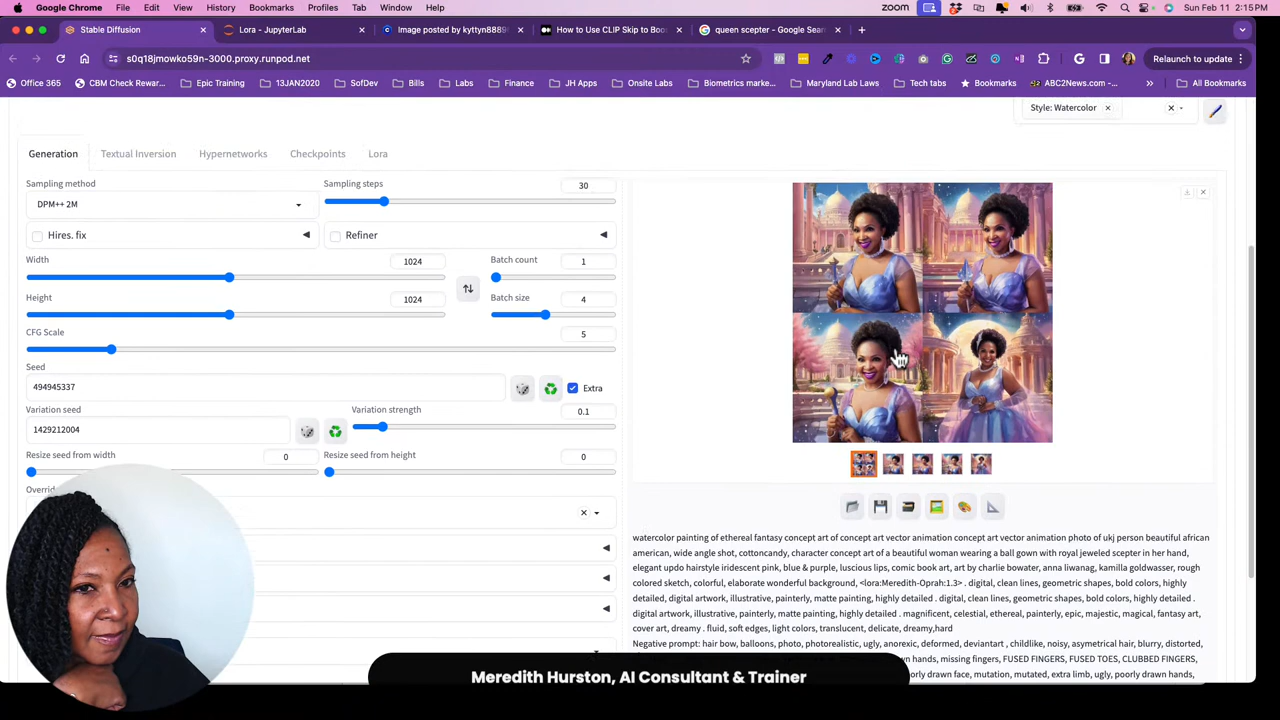 Google Chrome File Edit View History Bookmarks Profiles Tab Window Help zoom Sun Feb 11 2:15 PM
Stable Diffusion Lora - JupyterLab Image posted by kyttyn8889 How to Use CLIP Skip to Boo queen scepter - Google Sear
s0q18jmowko59n-3000.proxy.runpod.net Relaunch to update
Office 365 CBM Check Rewar... Epic Training 13JAN2020 SofDev Bills Labs Finance JH Apps Onsite Labs Biometrics marke... Maryland Lab Laws Tech tabs Bookmarks ABC2News.com -... All Bookmarks
Style: Watercolor
Generation Textual Inversion Hypernetworks Checkpoints Lora
Sampling method Sampling steps 30
DPM++ 2M
Hires. fix Refiner
Width 1024 Batch count 1
Height 1024 Batch size 4
CFG Scale 5
Seed
494945337 Extra
Variation seed Variation strength 0.1
1429212004
Resize seed from width 0 Resize seed from height 0
Overrid
watercolor painting of ethereal fantasy concept art of concept art vector animation concept art vector animation photo of ukj person beautiful african
american, wide angle shot, cottoncandy, character concept art of a beautiful woman wearing a ball gown with royal jeweled scepter in her hand,
elegant updo hairstyle iridescent pink, blue & purple, luscious lips, comic book art, art by charlie bowater, anna liwanag, kamilla goldwasser, rough
colored sketch, colorful, elaborate wonderful background, <lora:Meredith-Oprah:1.3> . digital, clean lines, geometric shapes, bold colors, highly
detailed, digital artwork, illustrative, painterly, matte painting, highly detailed . digital, clean lines, geometric shapes, bold colors, highly detailed .
digital artwork, illustrative, painterly, matte painting, highly detailed . magnificent, celestial, ethereal, painterly, epic, majestic, magical, fantasy art,
cover art, dreamy . fluid, soft edges, light colors, translucent, delicate, dreamy,hard
Negative prompt: hair bow, balloons, photo, photorealistic, ugly, anorexic, deformed, deviantart , childlike, noisy, asymetrical hair, blurry, distorted,
wn hands, missing fingers, FUSED FINGERS, FUSED TOES, CLUBBED FINGERS,
poorly drawn face, mutation, mutated, extra limb, ugly, poorly drawn hands,
Meredith Hurston, AI Consultant & Trainer